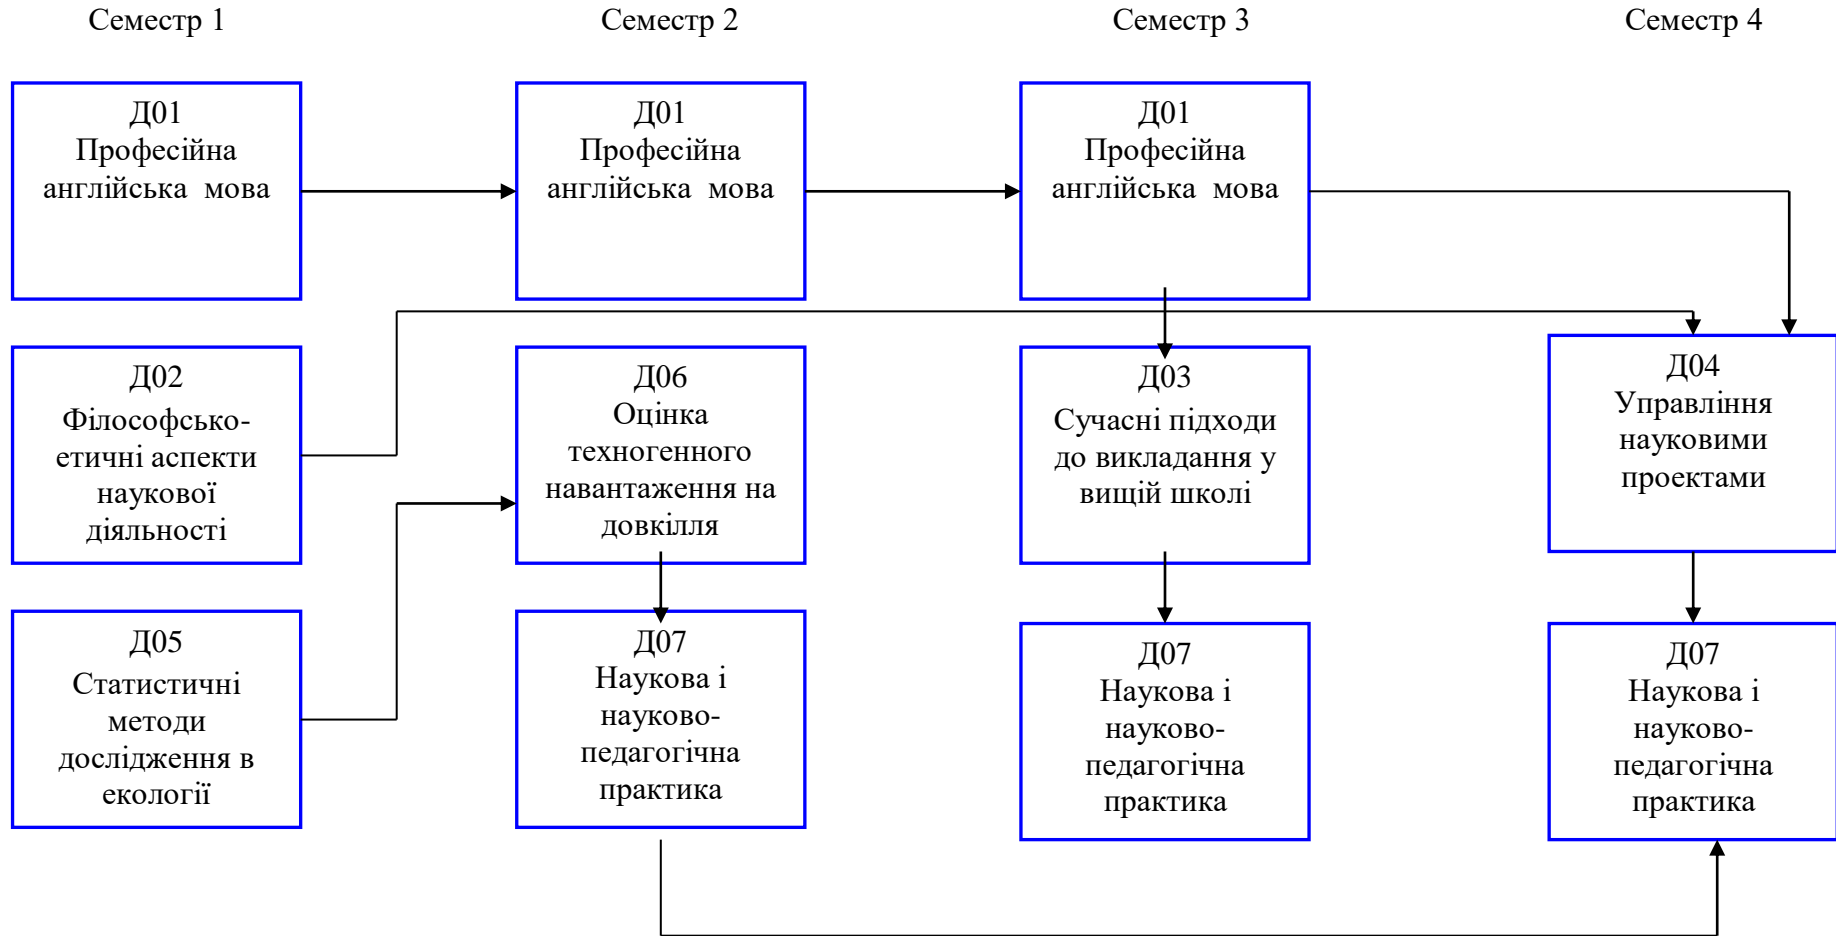 Семестр 1
Семестр 2
Семестр 3
Семестр 4
Д01
Професійна
англійська мова
Д01
Професійна
англійська мова
Д01
Професійна
англійська мова
Д02
Філософсько-
етичні аспекти
наукової
діяльності
Д06
Оцінка
техногенного
навантаження на
довкілля
Д03
Сучасні підходи
до викладання у
вищій школі
Д04
Управління
науковими
проектами
Д05
Статистичні
методи
дослідження в
екології
Д07
Наукова і
науково-
педагогічна
практика
Д07
Наукова і
науково-
педагогічна
практика
Д07
Наукова і
науково-
педагогічна
практика